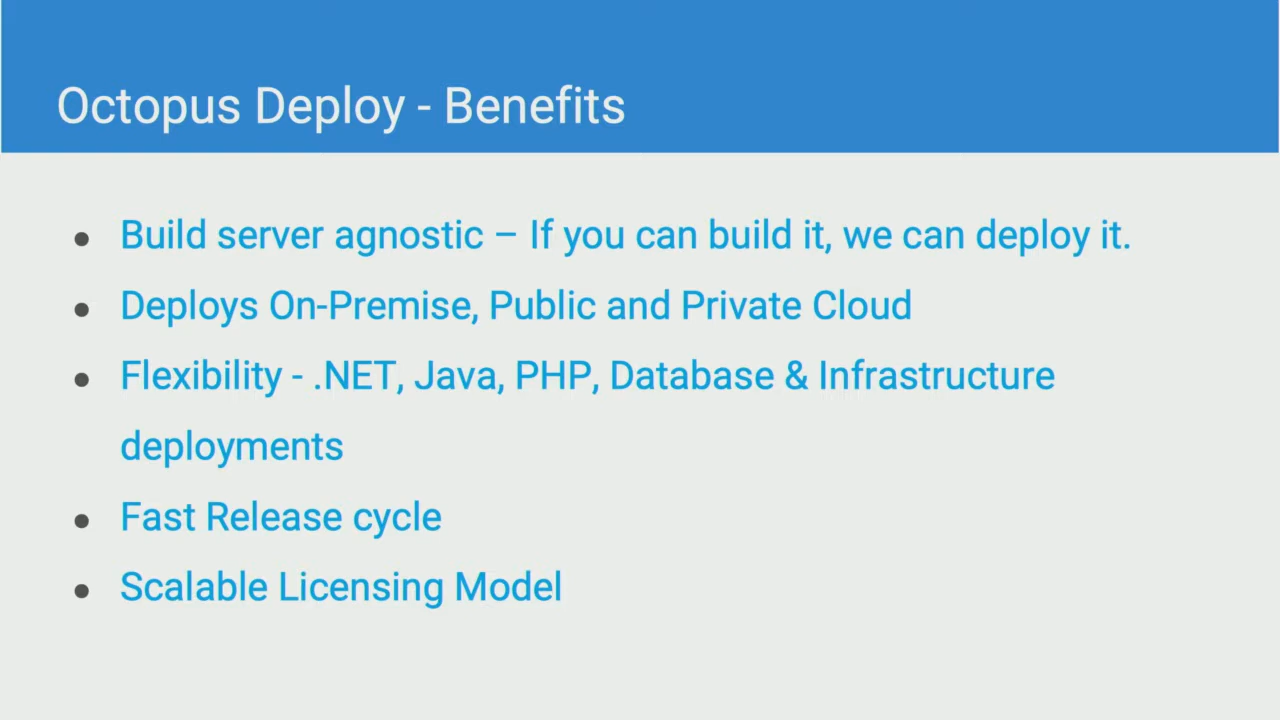 Octopus Deploy - Benefits
● Build server agnostic – If you can build it, we can deploy it.
● Deploys On-Premise, Public and Private Cloud
● Flexibility - .NET, Java, PHP, Database & Infrastructure
deployments
● Fast Release cycle
● Scalable Licensing Model